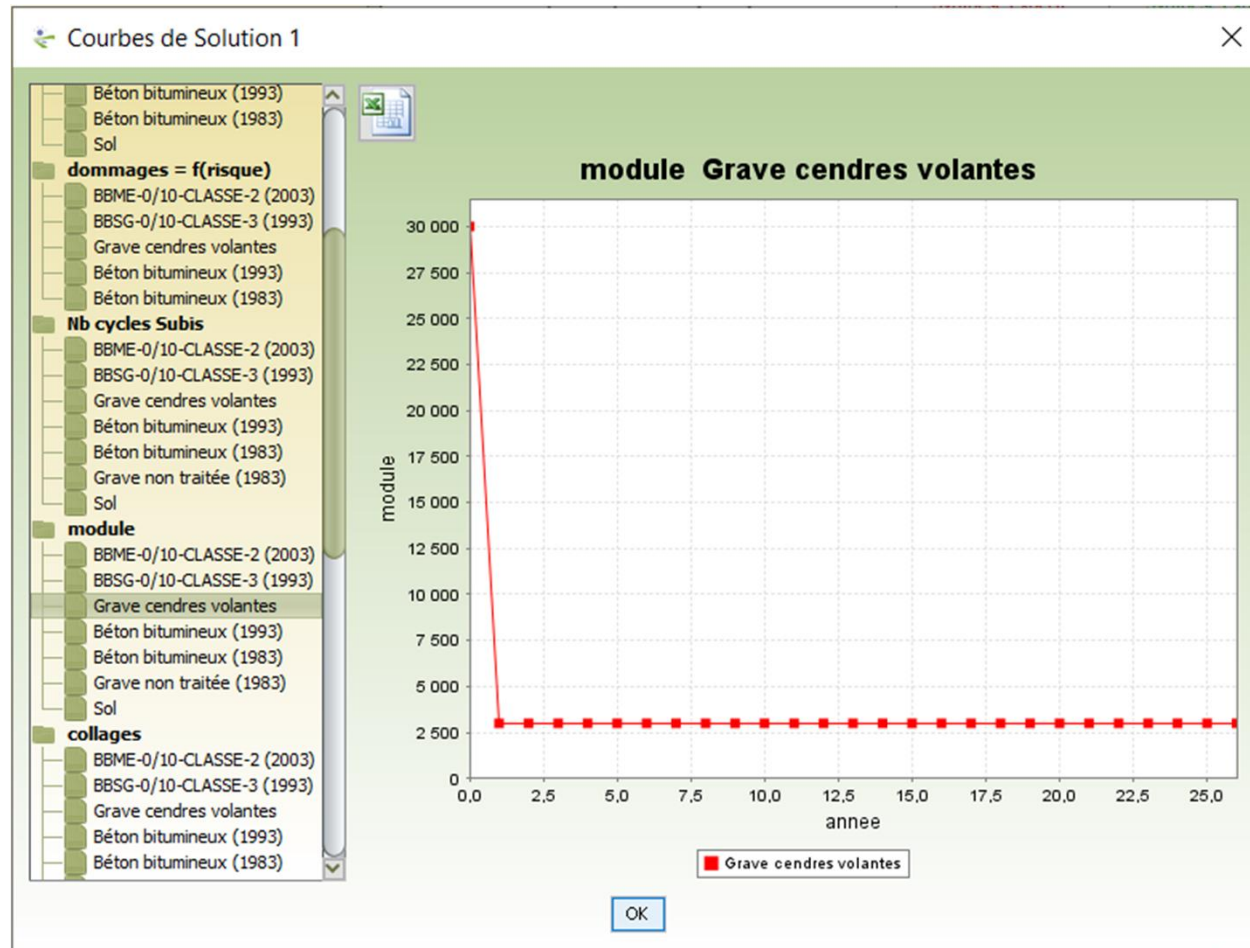 Courbes de Solution 1
Béton bitumineux (1993)
Béton bitumineux (1983)
Sol
dommages = f(risque)
BBME-0/10-CLASSE-2 (2003)
BBSG-0/10-CLASSE-3 (1993)
Grave cendres volantes
Béton bitumineux (1993)
Béton bitumineux (1983)
Nb cycles Subis
BBME-0/10-CLASSE-2 (2003)
BBSG-0/10-CLASSE-3 (1993)
Grave cendres volantes
Béton bitumineux (1993)
Béton bitumineux (1983)
Grave non traitée (1983)
Sol
module
BBME-0/10-CLASSE-2 (2003)
BBSG-0/10-CLASSE-3 (1993)
Grave cendres volantes
Béton bitumineux (1993)
Béton bitumineux (1983)
Grave non traitée (1983)
Sol
collages
BBME-0/10-CLASSE-2 (2003)
BBSG-0/10-CLASSE-3 (1993)
Grave cendres volantes
Béton bitumineux (1993)
Béton bitumineux (1983)
module Grave cendres volantes
30 000
27 500
25 000
22 500
20 000
17 500
15 000
12 500
10 000
7 500
5 000
2 500
0
module
0,0 2,5 5,0 7,5 10,0 12,5 15,0 17,5 20,0 22,5 25,0
annee
Grave cendres volantes
OK